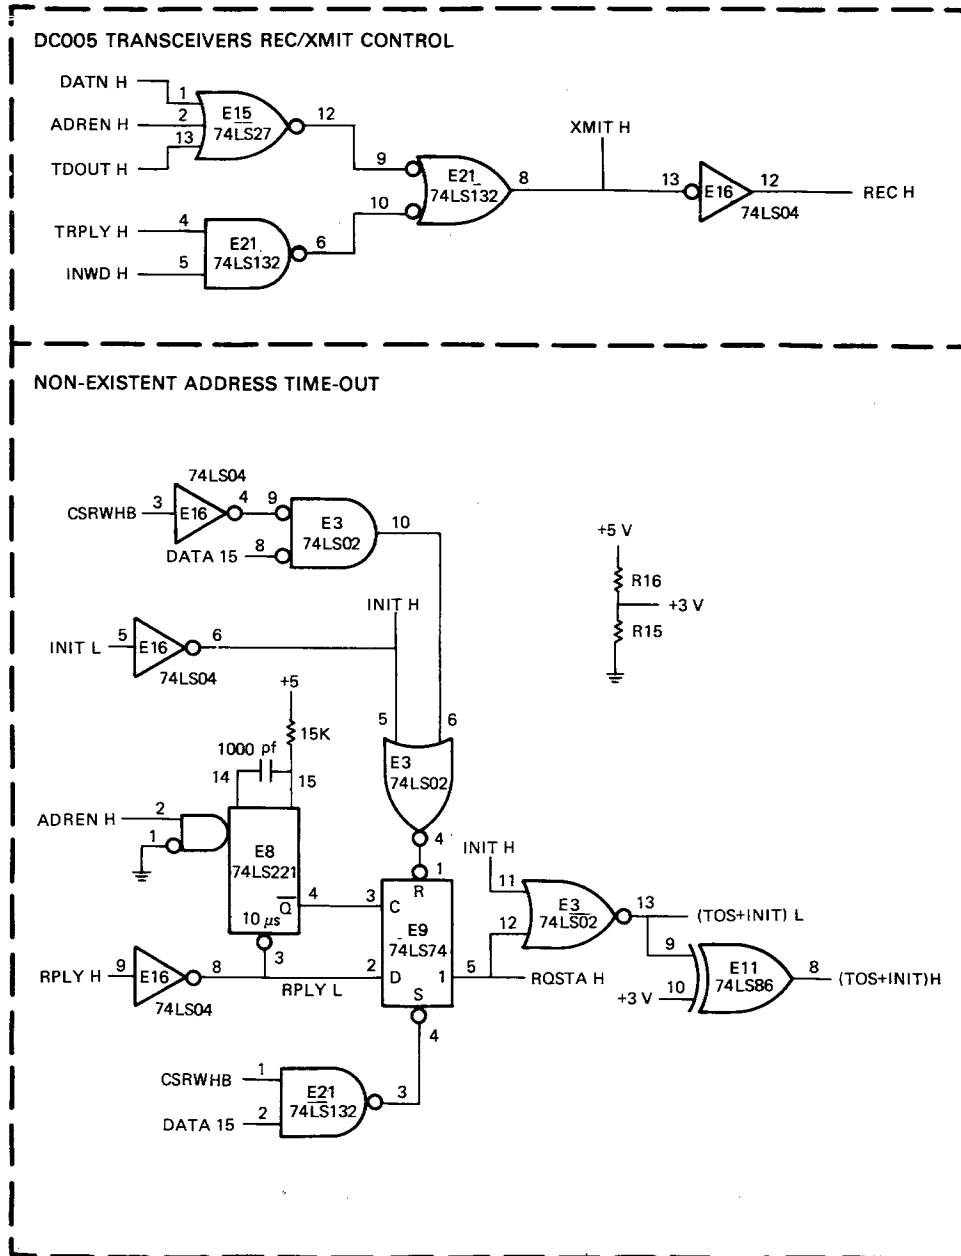 DC005 TRANSCEIVERS REC/XMIT CONTROL
DATN H
1
ADREN H
2
13
TDOUT H
E15
74LS27
12
TRPLY H
4
INWD H
5
E21
74LS132
6
9
10
E21
74LS132
8
XMIT H
13
E16
12
74LS04
REC H
NON-EXISTENT ADDRESS TIME-OUT
74LS04
CSRWHB
3
E16
4
9
DATA 15
8
E3
74LS02
10
+5 V
R16
+3 V
R15
INIT H
INIT L
5
E16
6
74LS04
+5
15K
1000 pf
14
15
5
6
E3
74LS02
4
ADREN H
2
1
E8
74LS221
Q
4
10 µs
3
INIT H
11
12
E3
74LS02
13
(TOS+INIT) L
1
R
3
C
E9
74LS74
2
D
1
5
S
4
RQSTA H
9
+3 V
10
E11
74LS86
8
(TOS+INIT)H
RPLY H
9
E16
8
74LS04
RPLY L
CSRWHB
1
DATA 15
2
E21
74LS132
3